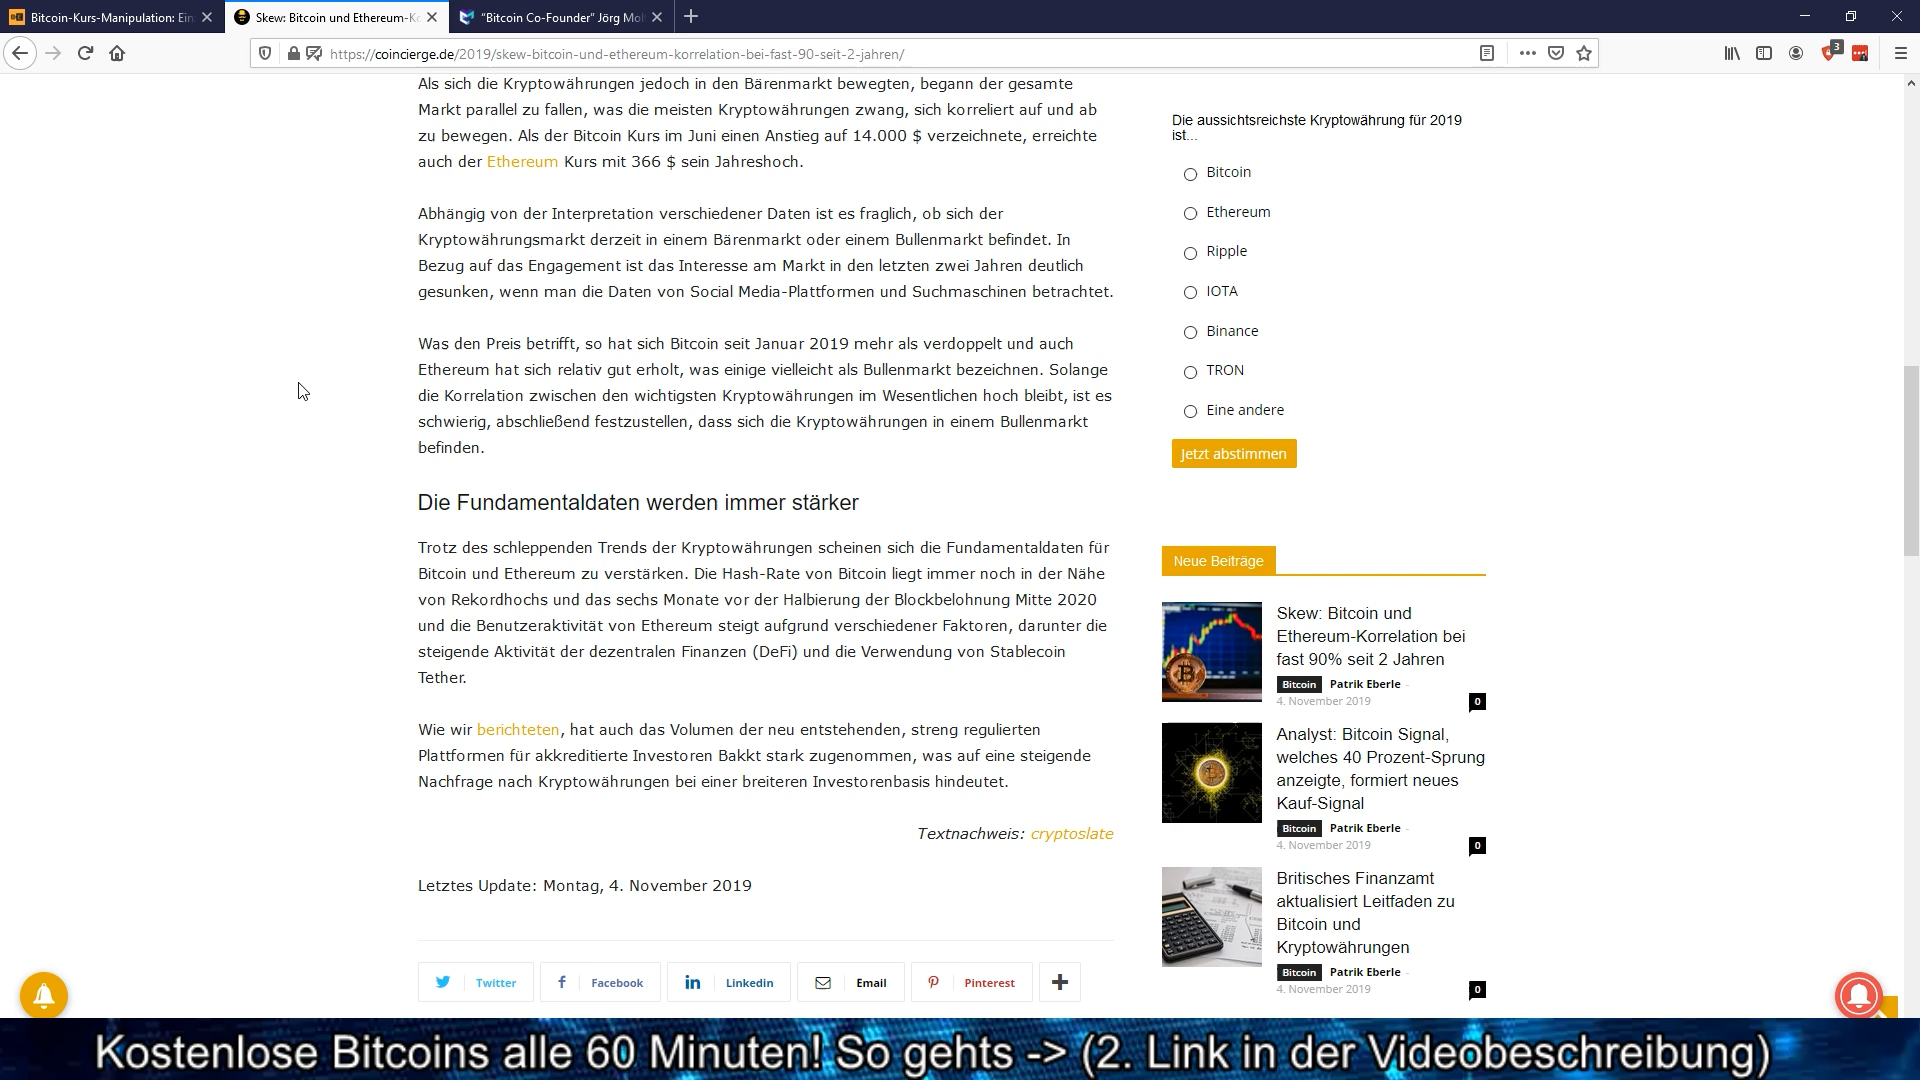 Bitcoin-Kurs-Manipulation: Ein
Skew: Bitcoin und Ethereum-Ko
"Bitcoin Co-Founder" Jörg Mol
https://coincierge.de/2019/skew-bitcoin-und-ethereum-korrelation-bei-fast-90-seit-2-jahren/
3
Als sich die Kryptowährungen jedoch in den Bärenmarkt bewegten, begann der gesamte
Markt parallel zu fallen, was die meisten Kryptowährungen zwang, sich korreliert auf und ab
zu bewegen. Als der Bitcoin Kurs im Juni einen Anstieg auf 14.000 $ verzeichnete, erreichte
auch der Ethereum Kurs mit 366 $ sein Jahreshoch.
Abhängig von der Interpretation verschiedener Daten ist es fraglich, ob sich der
Kryptowährungsmarkt derzeit in einem Bärenmarkt oder einem Bullenmarkt befindet. In
Bezug auf das Engagement ist das Interesse am Markt in den letzten zwei Jahren deutlich
gesunken, wenn man die Daten von Social Media-Plattformen und Suchmaschinen betrachtet.
Was den Preis betrifft, so hat sich Bitcoin seit Januar 2019 mehr als verdoppelt und auch
Ethereum hat sich relativ gut erholt, was einige vielleicht als Bullenmarkt bezeichnen. Solange
die Korrelation zwischen den wichtigsten Kryptowährungen im Wesentlichen hoch bleibt, ist es
schwierig, abschließend festzustellen, dass sich die Kryptowährungen in einem Bullenmarkt
befinden.
Die Fundamentaldaten werden immer stärker
Trotz des schleppenden Trends der Kryptowährungen scheinen sich die Fundamentaldaten für
Bitcoin und Ethereum zu verstärken. Die Hash-Rate von Bitcoin liegt immer noch in der Nähe
von Rekordhochs und das sechs Monate vor der Halbierung der Blockbelohnung Mitte 2020
und die Benutzeraktivität von Ethereum steigt aufgrund verschiedener Faktoren, darunter die
steigende Aktivität der dezentralen Finanzen (DeFi) und die Verwendung von Stablecoin
Tether.
Wie wir berichteten, hat auch das Volumen der neu entstehenden, streng regulierten
Plattformen für akkreditierte Investoren Bakkt stark zugenommen, was auf eine steigende
Nachfrage nach Kryptowährungen bei einer breiteren Investorenbasis hindeutet.
Textnachweis: cryptoslate
Letztes Update: Montag, 4. November 2019
Twitter
Facebook
Linkedin
Email
Pinterest
Die aussichtsreichste Kryptowährung für 2019
ist...
Bitcoin
Ethereum
Ripple
IOTA
Binance
TRON
Eine andere
Jetzt abstimmen
Neue Beiträge
Skew: Bitcoin und
Ethereum-Korrelation bei
fast 90% seit 2 Jahren
Bitcoin Patrik Eberle -
4. November 2019
0
Analyst: Bitcoin Signal,
welches 40 Prozent-Sprung
anzeigte, formiert neues
Kauf-Signal
Bitcoin Patrik Eberle -
4. November 2019
0
Britisches Finanzamt
aktualisiert Leitfaden zu
Bitcoin und
Kryptowährungen
Bitcoin Patrik Eberle -
4. November 2019
0
Kostenlose Bitcoins alle 60 Minuten! So gehts -> (2. Link in der Videobeschreibung)